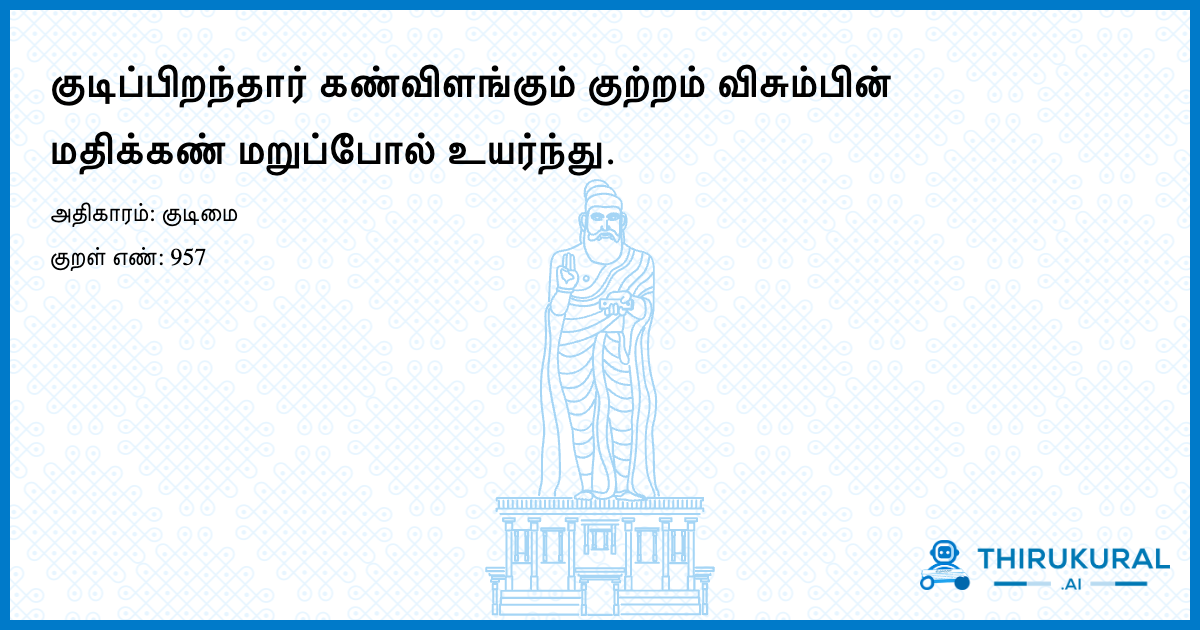 குடிப்பிறந்தார் கண்விளங்கும் குற்றம் விசும்பின்
மதிக்கண் மறுப்போல் உயர்ந்து.
அதிகாரம்: குடிமை
குறள் எண்: 957
THIRUKURAL
.AI